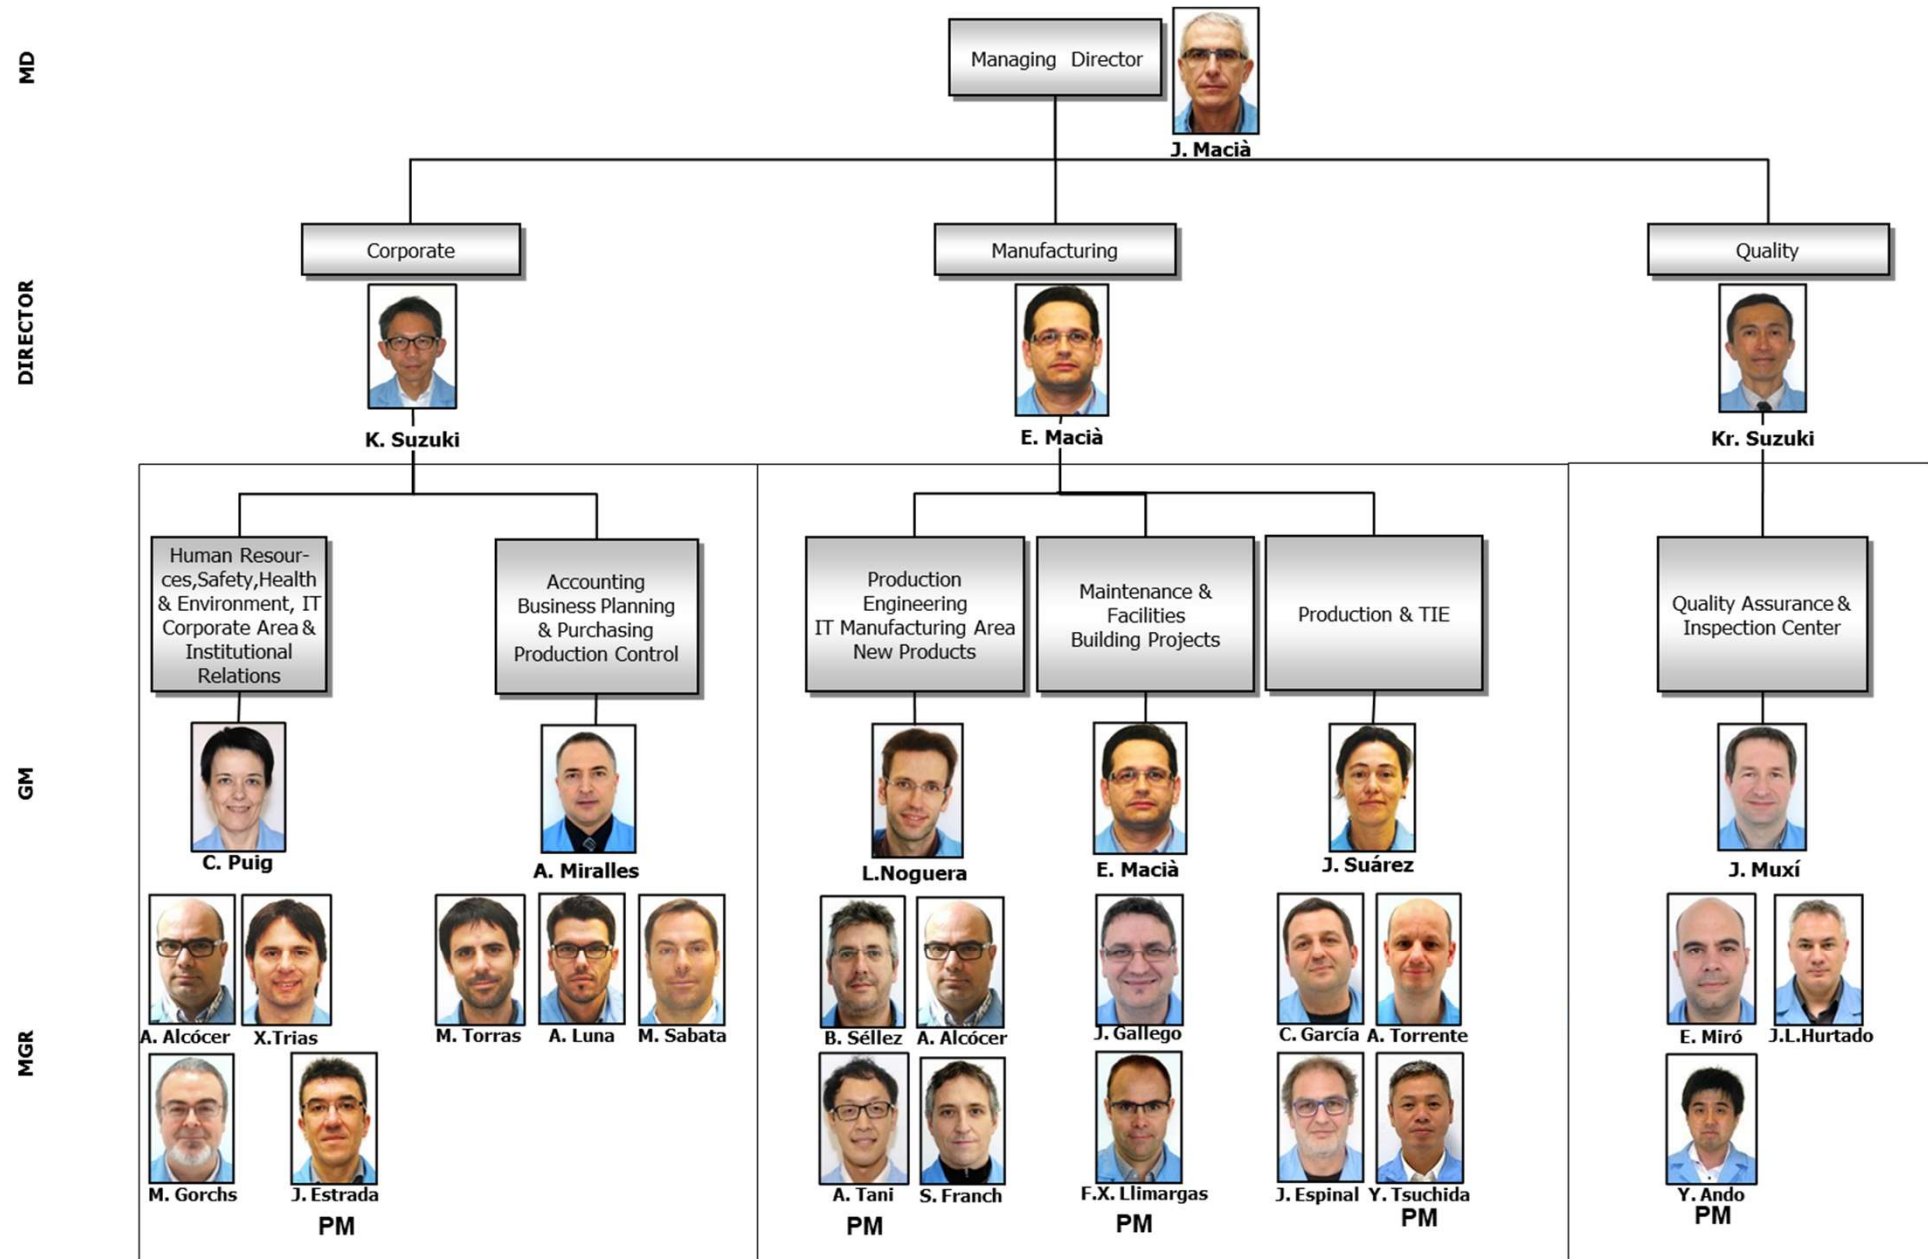 MD
Managing Director
J. Macià
DIRECTOR
Corporate
Manufacturing
Quality
K. Suzuki
E. Macià
Kr. Suzuki
GM
Human Resour-
ces,Safety,Health
& Environment, IT
Corporate Area &
Institutional
Relations
Accounting
Business Planning
& Purchasing
Production Control
Production
Engineering
IT Manufacturing Area
New Products
Maintenance &
Facilities
Building Projects
Production & TIE
Quality Assurance &
Inspection Center
C. Puig
A. Miralles
L.Noguera
E. Macià
J. Suárez
J. Muxí
MGR
A. Alcócer
X.Trias
M. Torras
A. Luna
M. Sabata
B. Séllez
A. Alcócer
J. Gallego
C. García
A. Torrente
E. Miró
J.L.Hurtado
M. Gorchs
J. Estrada
A. Tani
S. Franch
F.X. Llimargas
J. Espinal
Y. Tsuchida
Y. Ando
PM
PM
PM
PM
PM